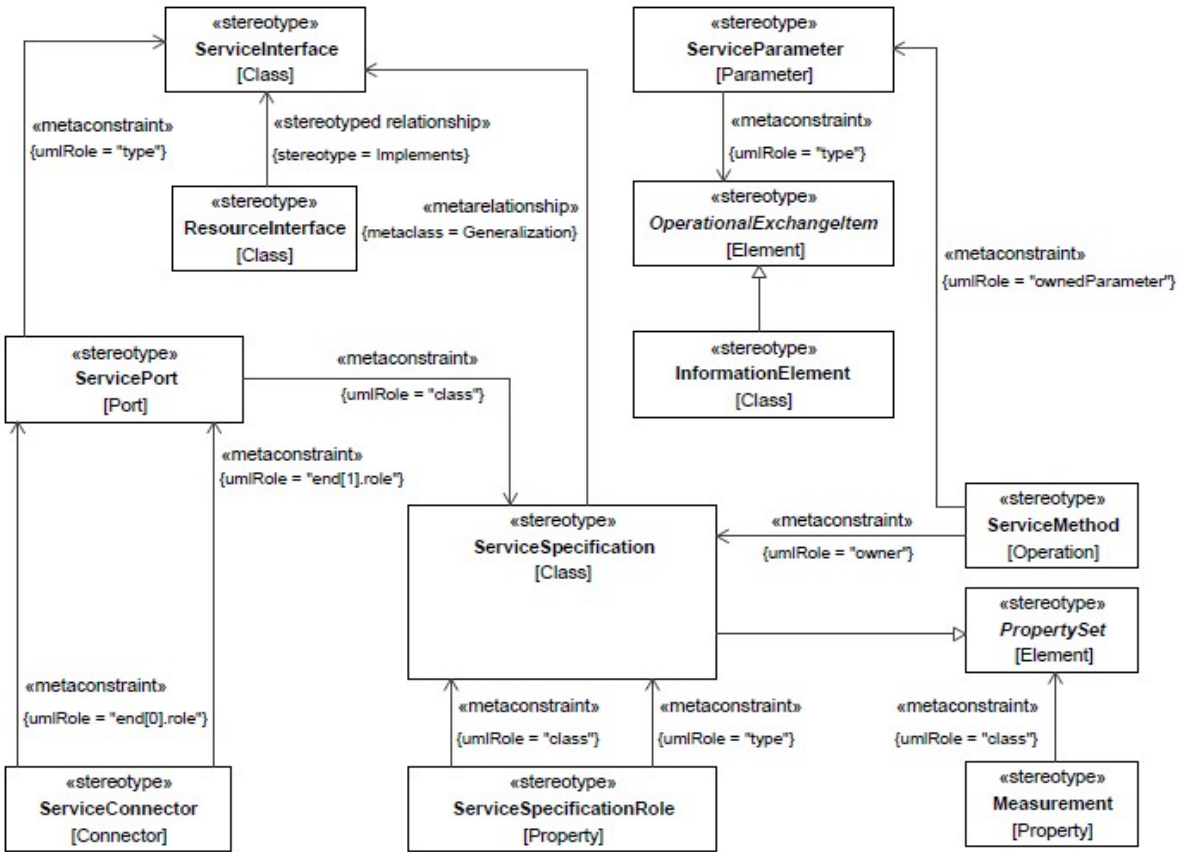 «stereotype»
ServiceInterface
[Class]
«stereotype»
ServiceParameter
[Parameter]
«metaconstraint»
{umlRole = "type"}
«stereotyped relationship»
{stereotype = Implements}
«metaconstraint»
{umlRole = "type"}
«stereotype»
ResourceInterface
[Class]
«metarelationship»
{metaclass = Generalization}
«stereotype»
OperationalExchangeItem
[Element]
«metaconstraint»
{umlRole = "ownedParameter"}
«stereotype»
ServicePort
[Port]
«metaconstraint»
{umlRole = "class"}
«stereotype»
InformationElement
[Class]
«metaconstraint»
{umlRole = "end[1].role"}
«stereotype»
ServiceSpecification
[Class]
«metaconstraint»
{umlRole = "owner"}
«stereotype»
ServiceMethod
[Operation]
«stereotype»
PropertySet
[Element]
«metaconstraint»
{umlRole = "end[0].role"}
«metaconstraint»
{umlRole = "class"}
«metaconstraint»
{umlRole = "type"}
«metaconstraint»
{umlRole = "class"}
«stereotype»
ServiceConnector
[Connector]
«stereotype»
ServiceSpecificationRole
[Property]
«stereotype»
Measurement
[Property]